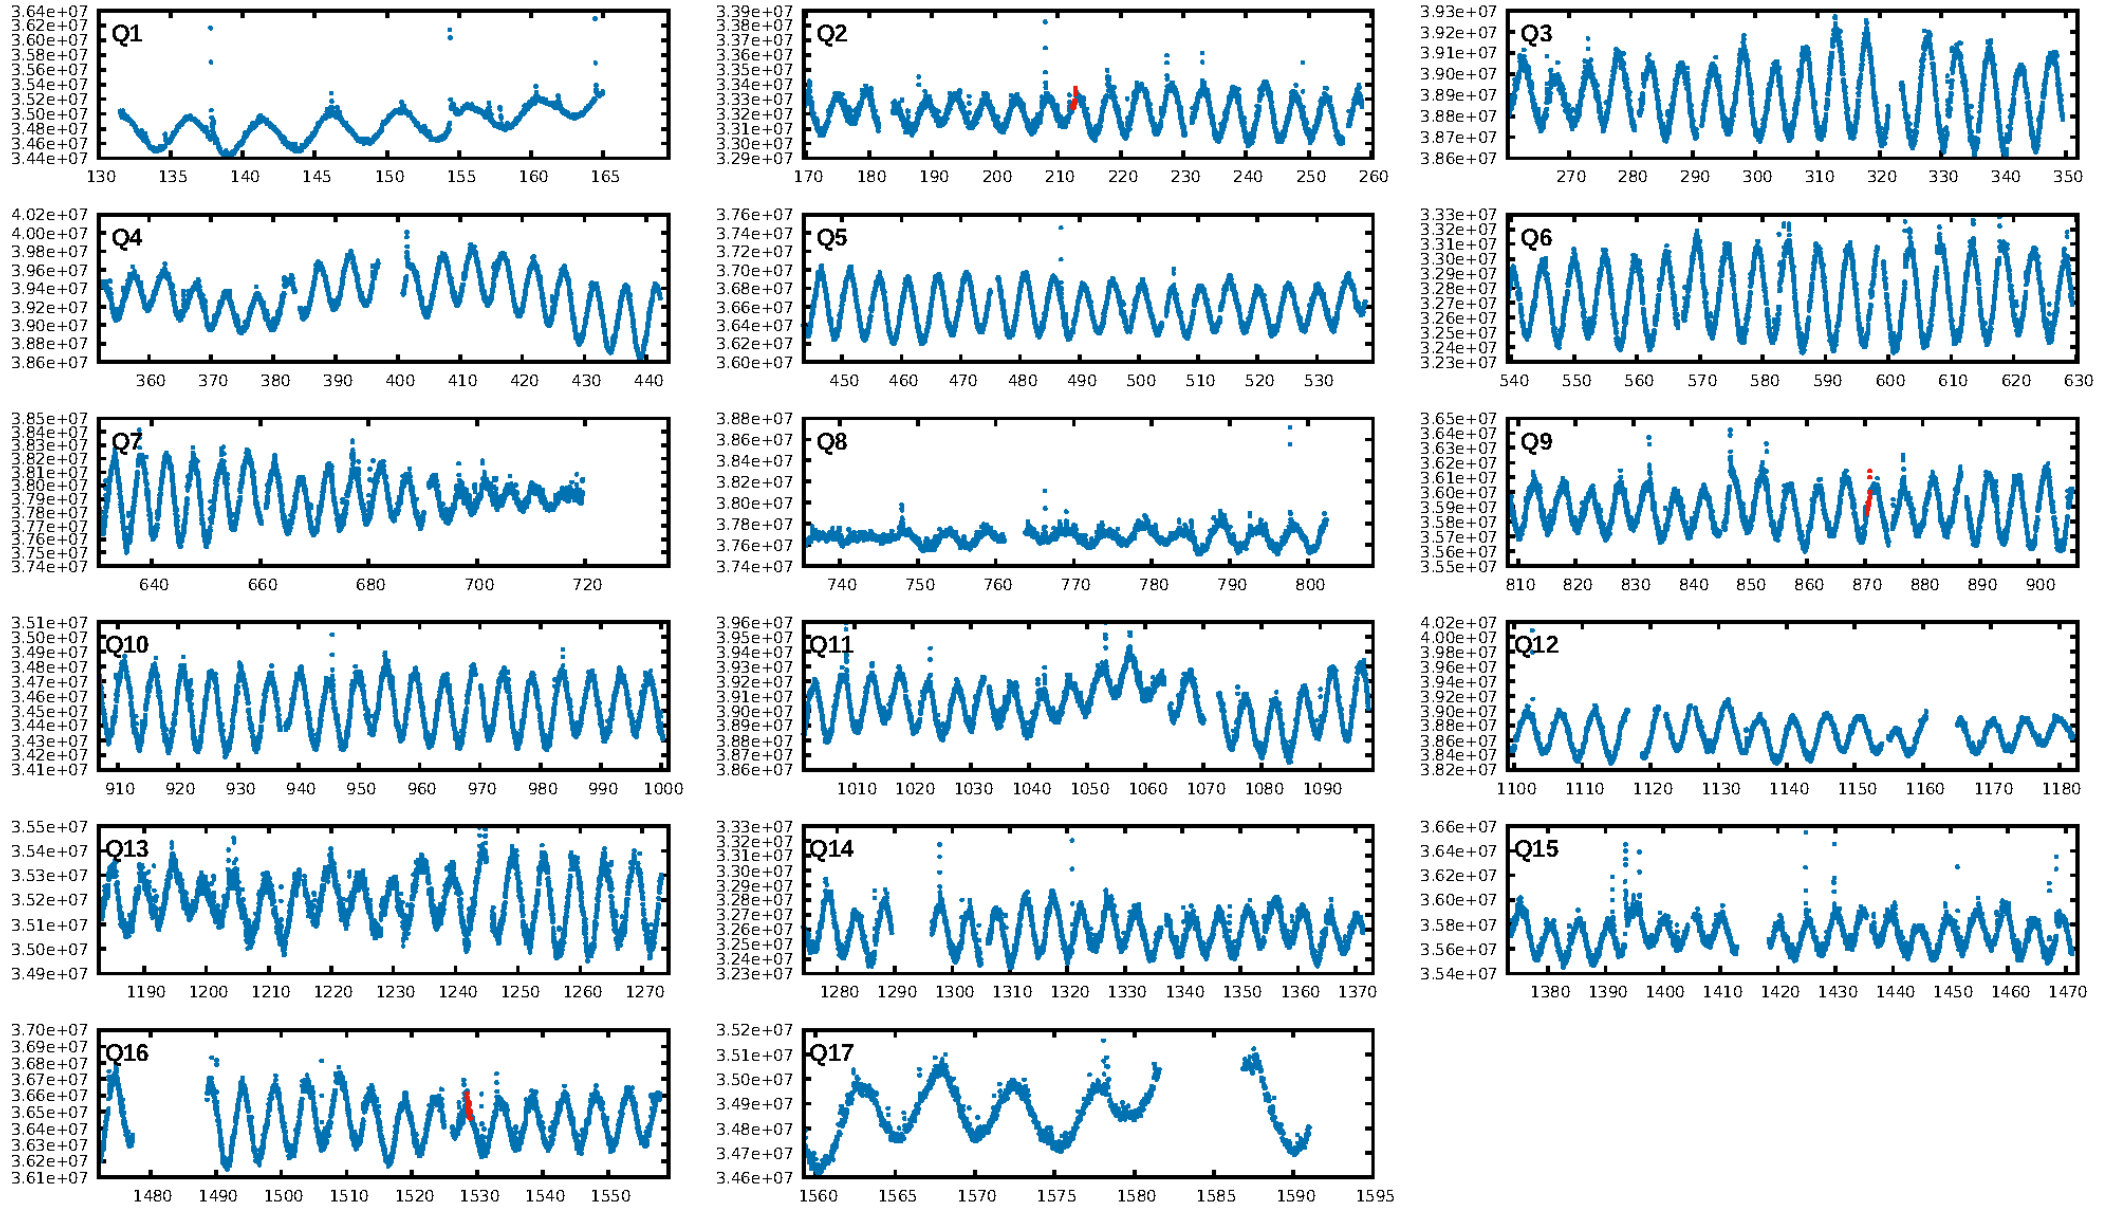 3.64e+07
3.62e+07
3.60e+07
3.58e+07
3.56e+07
3.54e+07
3.52e+07
3.50e+07
3.48e+07
3.46e+07
3.44e+07
Q1
130 135 140 145 150 155 160 165
3.39e+07
3.38e+07
3.37e+07
3.36e+07
3.35e+07
3.34e+07
3.33e+07
3.32e+07
3.31e+07
3.30e+07
3.29e+07
Q2
170 180 190 200 210 220 230 240 250 260
3.93e+07
3.92e+07
3.91e+07
3.90e+07
3.89e+07
3.88e+07
3.87e+07
3.86e+07
Q3
270 280 290 300 310 320 330 340 350
4.02e+07
4.00e+07
3.98e+07
3.96e+07
3.94e+07
3.92e+07
3.90e+07
3.88e+07
3.86e+07
Q4
360 370 380 390 400 410 420 430 440
3.76e+07
3.74e+07
3.72e+07
3.70e+07
3.68e+07
3.66e+07
3.64e+07
3.62e+07
3.60e+07
Q5
450 460 470 480 490 500 510 520 530
3.33e+07
3.32e+07
3.31e+07
3.30e+07
3.29e+07
3.28e+07
3.27e+07
3.26e+07
3.25e+07
3.24e+07
3.23e+07
Q6
540 550 560 570 580 590 600 610 620 630
3.85e+07
3.84e+07
3.83e+07
3.82e+07
3.81e+07
3.80e+07
3.79e+07
3.78e+07
3.77e+07
3.76e+07
3.75e+07
3.74e+07
Q7
640 660 680 700 720
3.88e+07
3.86e+07
3.84e+07
3.82e+07
3.80e+07
3.78e+07
3.76e+07
3.74e+07
Q8
740 750 760 770 780 790 800
3.65e+07
3.64e+07
3.63e+07
3.62e+07
3.61e+07
3.60e+07
3.59e+07
3.58e+07
3.57e+07
3.56e+07
3.55e+07
Q9
810 820 830 840 850 860 870 880 890 900
3.51e+07
3.50e+07
3.49e+07
3.48e+07
3.47e+07
3.46e+07
3.45e+07
3.44e+07
3.43e+07
3.42e+07
3.41e+07
Q10
910 920 930 940 950 960 970 980 990 1000
3.96e+07
3.95e+07
3.94e+07
3.93e+07
3.92e+07
3.91e+07
3.90e+07
3.89e+07
3.88e+07
3.87e+07
3.86e+07
Q11
1010 1020 1030 1040 1050 1060 1070 1080 1090
4.02e+07
4.00e+07
3.98e+07
3.96e+07
3.94e+07
3.92e+07
3.90e+07
3.88e+07
3.86e+07
3.84e+07
3.82e+07
Q12
1100 1110 1120 1130 1140 1150 1160 1170 1180
3.55e+07
3.54e+07
3.53e+07
3.52e+07
3.51e+07
3.50e+07
3.49e+07
Q13
1190 1200 1210 1220 1230 1240 1250 1260 1270
3.33e+07
3.32e+07
3.31e+07
3.30e+07
3.29e+07
3.28e+07
3.27e+07
3.26e+07
3.25e+07
3.24e+07
3.23e+07
Q14
1280 1290 1300 1310 1320 1330 1340 1350 1360 1370
3.66e+07
3.64e+07
3.62e+07
3.60e+07
3.58e+07
3.56e+07
3.54e+07
Q15
1380 1390 1400 1410 1420 1430 1440 1450 1460 1470
3.70e+07
3.69e+07
3.68e+07
3.67e+07
3.66e+07
3.65e+07
3.64e+07
3.63e+07
3.62e+07
3.61e+07
Q16
1480 1490 1500 1510 1520 1530 1540 1550
3.52e+07
3.51e+07
3.50e+07
3.49e+07
3.48e+07
3.47e+07
3.46e+07
Q17
1560 1565 1570 1575 1580 1585 1590 1595